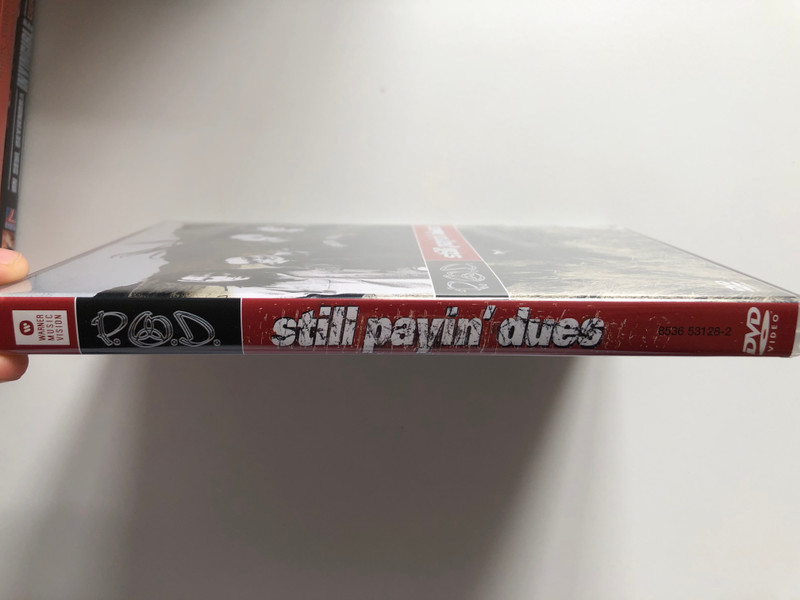 WARNER
MUSIC
VISION
P.O.D.
still payin' dues
8536 53128-2
DVD
VIDEO
P.O.D.